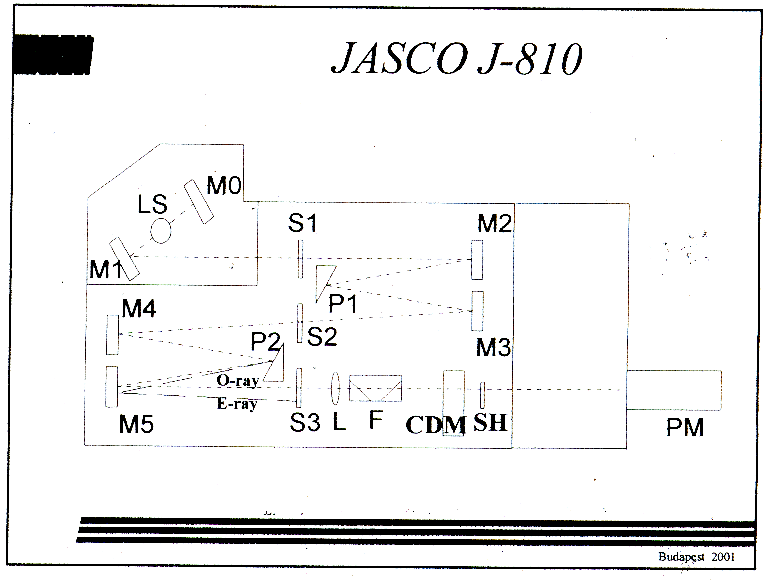 JASCO J-810
M0
LS
S1
M2
M1
P1
M4
S2
P2
M3
O-ray
E-ray
M5
S3
L
F
CDM
SH
PM
Budapest 2001